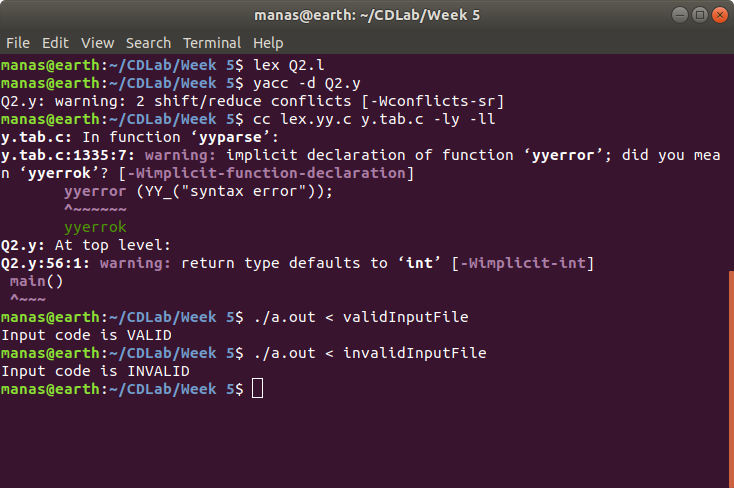 manas@earth: ~/CDLab/Week 5
File Edit View Search Terminal Help
manas@earth:~/CDLab/Week 5$ lex Q2.l
manas@earth:~/CDLab/Week 5$ yacc -d Q2.y
Q2.y: warning: 2 shift/reduce conflicts [-Wconflicts-sr]
manas@earth:~/CDLab/Week 5$ cc lex.yy.c y.tab.c -ly -ll
y.tab.c: In function ‘yyparse’:
y.tab.c:1335:7: warning: implicit declaration of function ‘yyerror’; did you mea
n ‘yyerrok’? [-Wimplicit-function-declaration]
       yyerror (YY_("syntax error"));
       ^~~~~~~
       yyerrok
Q2.y: At top level:
Q2.y:56:1: warning: return type defaults to ‘int’ [-Wimplicit-int]
 main()
 ^~~~
manas@earth:~/CDLab/Week 5$ ./a.out < validInputFile
Input code is VALID
manas@earth:~/CDLab/Week 5$ ./a.out < invalidInputFile
Input code is INVALID
manas@earth:~/CDLab/Week 5$